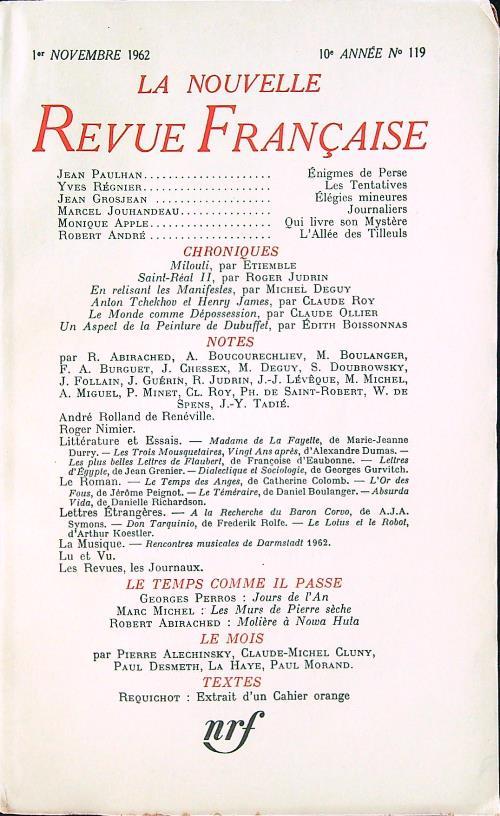 1er NOVEMBRE 1962 10e ANNÉE No 119
LA NOUVELLE
REVUE FRANÇAISE
JEAN PAULHAN..................... Énigmes de Perse
YVES RÉGNIER..................... Les Tentatives
JEAN GROSJEAN .................... Élégies mineures
MARCEL JOUHANDEAU............... Journaliers
MONIQUE APPLE.................... Qui livre son Mystère
ROBERT ANDRÉ .................... L'Allée des Tilleuls
CHRONIQUES
Milouli, par ETIEMBLE
Saint-Réal II, par ROGER JUDRIN
En relisant les Manifestes, par MICHEL DEGUY
Anton Tchekhov et Henry James, par CLAUDE ROY
Le Monde comme Dépossession, par CLAUDE OLLIER
Un Aspect de la Peinture de Dubuffet, par ÉDITH BOISSONNAS
NOTES
par R. ABIRACHED, A. BOUCOURECHLIEV, M. BOULANGER,
F. A. BURGUET, J. CHESSEX, M. DEGUY, S. DOUBROWSKY,
J. FOLLAIN, J. GUÉRIN, R. JUDRIN, J.-J. LÉVÊQUE, M. MICHEL,
A. MIGUEL, P. MINET, CL. ROY, PH. DE SAINT-ROBERT, W. DE
SPENS, J.-Y. TADIÉ.
André Rolland de Renéville.
Roger Nimier.
Littérature et Essais. — Madame de La Fayette, de Marie-Jeanne
Durry. — Les Trois Mousquetaires, Vingt Ans après, d'Alexandre Dumas. —
Les plus belles Lettres de Flaubert, de Françoise d'Eaubonne. — Lettres
d'Égypte, de Jean Grenier. — Dialectique et Sociologie, de Georges Gurvitch.
Le Roman. — Le Temps des Anges, de Catherine Colomb. — L'Or des
Fous, de Jérôme Peignot. — Le Téméraire, de Daniel Boulanger. — Absurda
Vida, de Danielle Richardson.
Lettres Étrangères. — A la Recherche du Baron Corvo, de A.J.A.
Symons. — Don Tarquinio, de Frederik Rolfe. — Le Lotus et le Robot,
d'Arthur Koestler.
La Musique. — Rencontres musicales de Darmstadt 1962.
Lu et Vu.
Les Revues, les Journaux.
LE TEMPS COMME IL PASSE
GEORGES PERROS : Jours de l'An
MARC MICHEL : Les Murs de Pierre sèche
ROBERT ABIRACHED : Molière à Nowa Huta
LE MOIS
par PIERRE ALECHINSKY, CLAUDE-MICHEL CLUNY,
PAUL DESMETH, LA HAYE, PAUL MORAND.
TEXTES
REQUICHOT : Extrait d'un Cahier orange
nrf